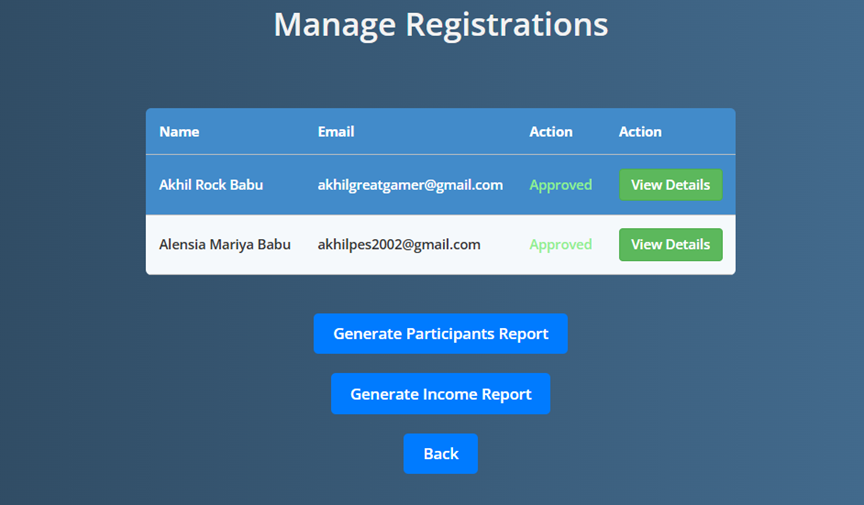 Manage Registrations
Name Email Action Action
Akhil Rock Babu akhilgreatgamer@gmail.com Approved View Details
Alensia Mariya Babu akhilpes2002@gmail.com Approved View Details
Generate Participants Report
Generate Income Report
Back